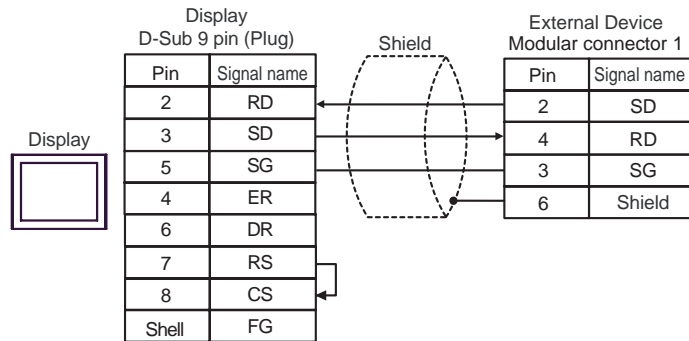 Display
D-Sub 9 pin (Plug)
Shield
External Device
Modular connector 1
Pin Signal name
2 RD
3 SD
5 SG
4 ER
6 DR
7 RS
8 CS
Shell FG
Display
Pin Signal name
2 SD
4 RD
3 SG
6 Shield